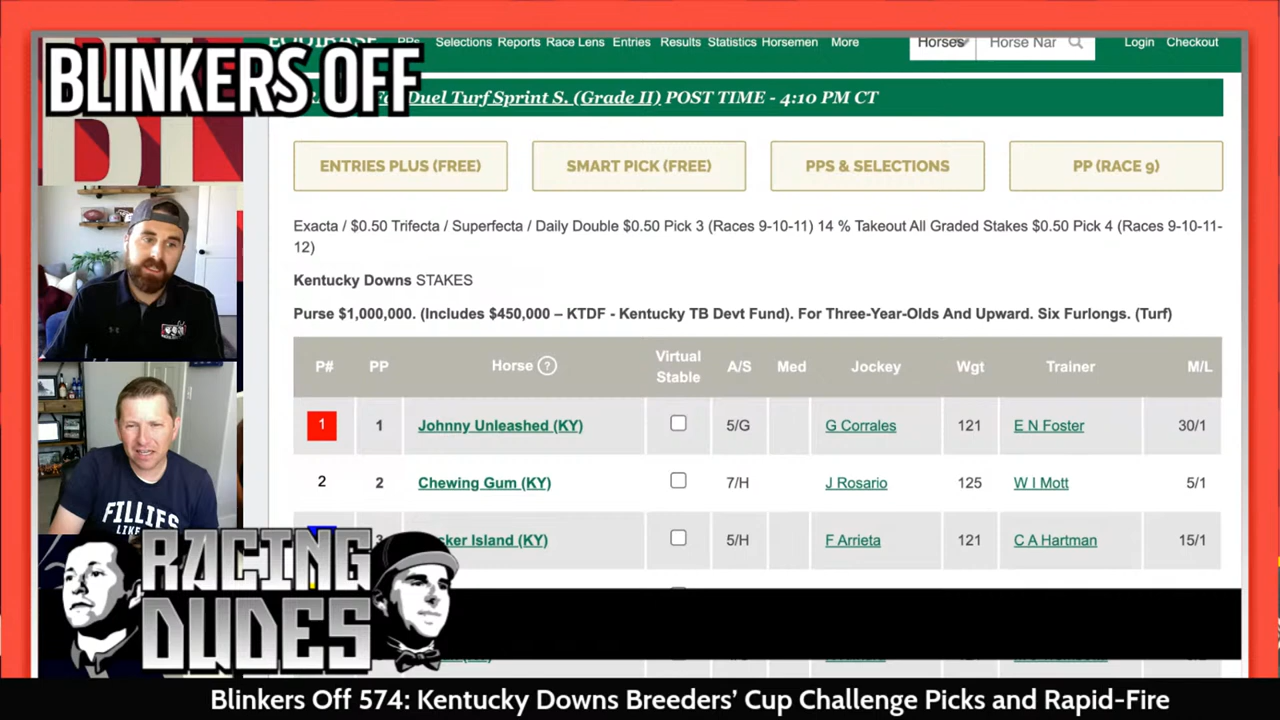 BLINKERS OFF
EQUIBASE PPs Selections Reports Race Lens Entries Results Statistics Horsemen More Horses Horse Nar Login Checkout
Duel Turf Sprint S. (Grade II) POST TIME - 4:10 PM CT
ENTRIES PLUS (FREE) SMART PICK (FREE) PPS & SELECTIONS PP (RACE 9)
Exacta / $0.50 Trifecta / Superfecta / Daily Double $0.50 Pick 3 (Races 9-10-11) 14 % Takeout All Graded Stakes $0.50 Pick 4 (Races 9-10-11-
12)
Kentucky Downs STAKES
Purse $1,000,000. (Includes $450,000 – KTDF - Kentucky TB Devt Fund). For Three-Year-Olds And Upward. Six Furlongs. (Turf)
P# PP Horse ? Virtual Stable A/S Med Jockey Wgt Trainer M/L
1 1 Johnny Unleashed (KY) 5/G G Corrales 121 E N Foster 30/1
2 2 Chewing Gum (KY) 7/H J Rosario 125 W I Mott 5/1
3 cker Island (KY) 5/H F Arrieta 121 C A Hartman 15/1
FILLIES
LIKE
RACING
DUDES
Blinkers Off 574: Kentucky Downs Breeders' Cup Challenge Picks and Rapid-Fire